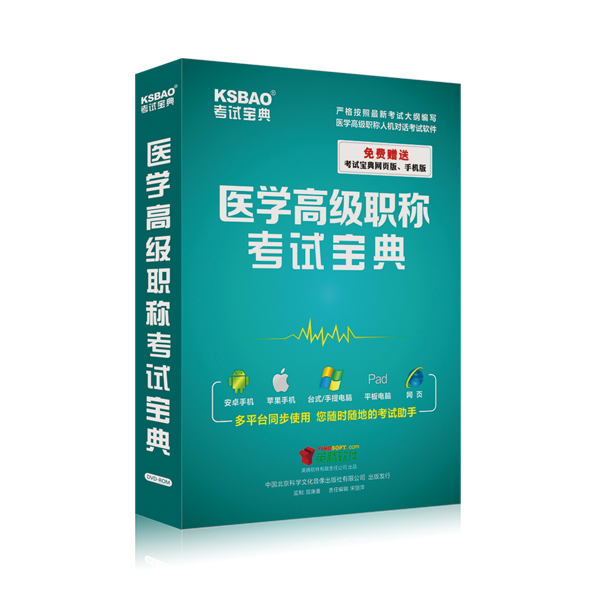 KSBAO®
考试宝典
医学高级职称考试宝典
DVD-ROM
KSBAO®
考试宝典
严格按照最新考试大纲编写
医学高级职称人机对话考试软件
免费赠送
考试宝典网页版、手机版
医学高级职称
考试宝典
Pad
安卓手机 苹果手机 台式/手提电脑 平板电脑 网页
多平台同步使用 您随时随地的考试助手
英腾软件
英腾软件有限责任公司出品
中国北京科学文化音像出版社有限公司 出版发行